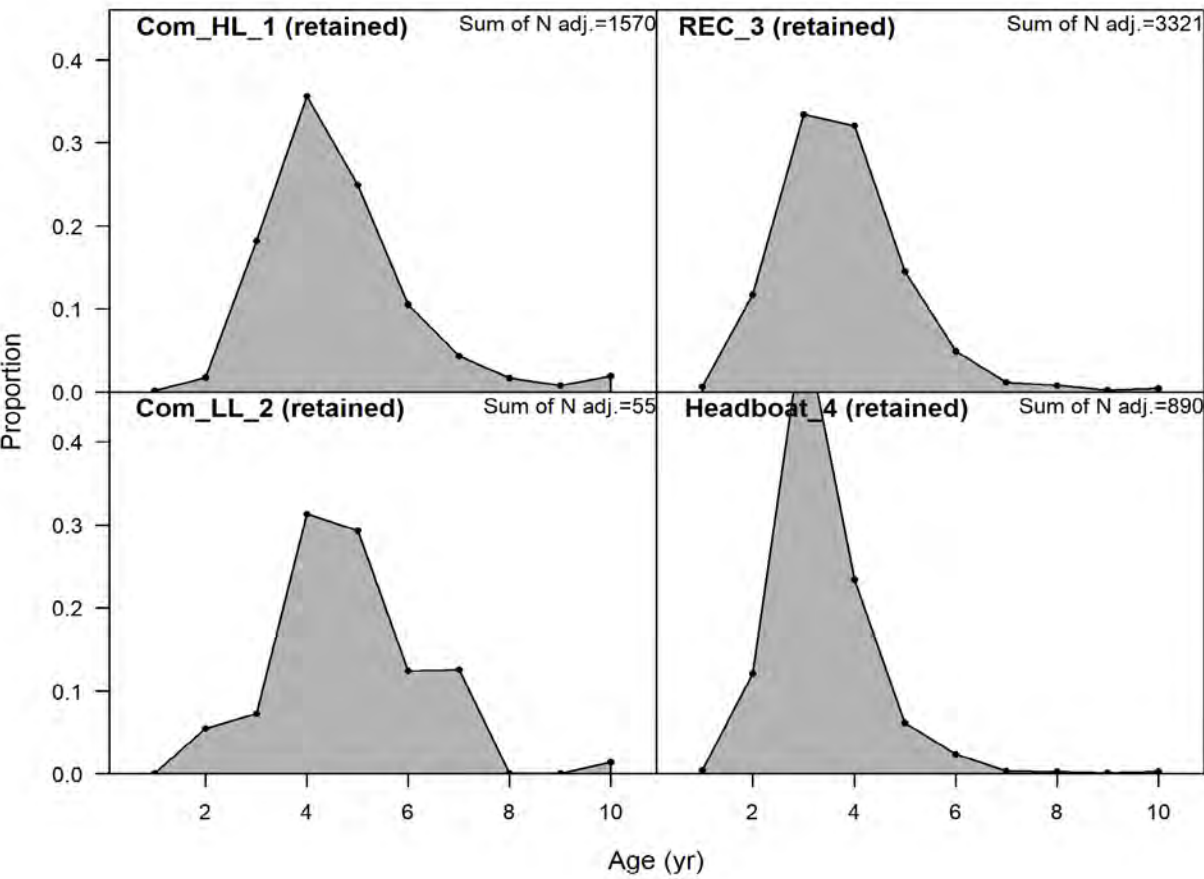 Com_HL_1 (retained) Sum of N adj.=1570
REC_3 (retained) Sum of N adj.=3321
0.4
0.3
0.2
0.1
0.0
Com_LL_2 (retained) Sum of N adj.=55
Headboat_4 (retained) Sum of N adj.=890
0.4
0.3
0.2
0.1
0.0
Proportion
2 4 6 8 10
2 4 6 8 10
Age (yr)